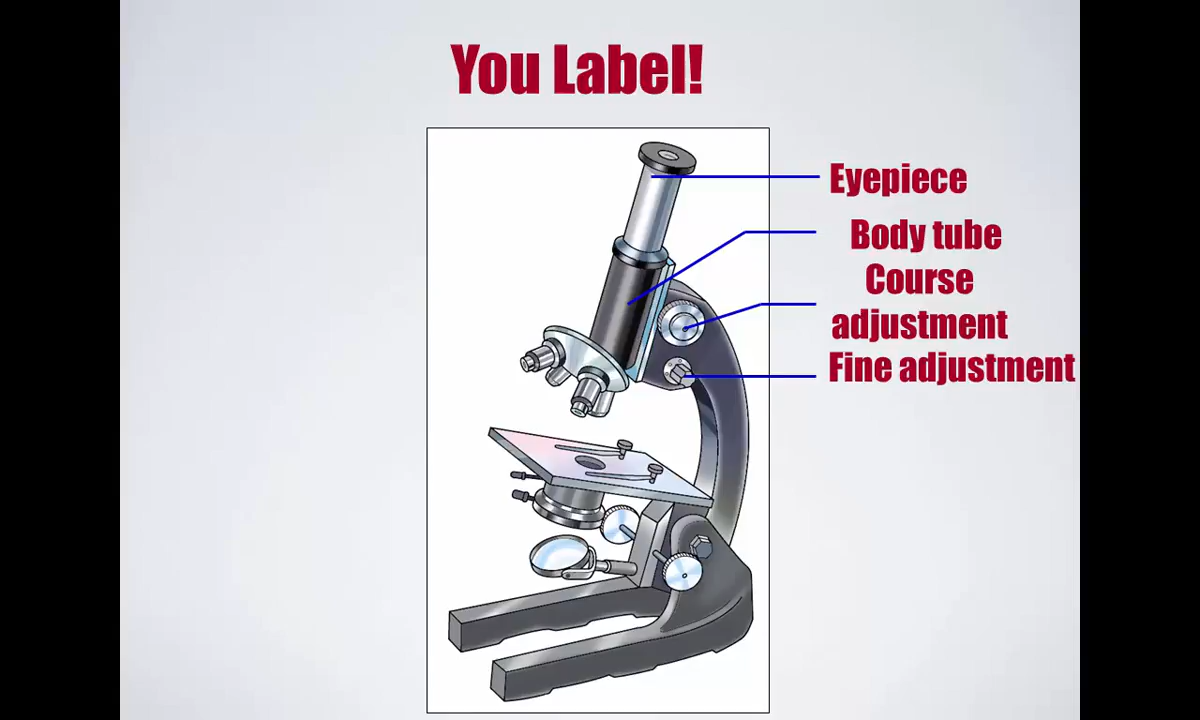 You Label!
Eyepiece
Body tube
Course
adjustment
Fine adjustment